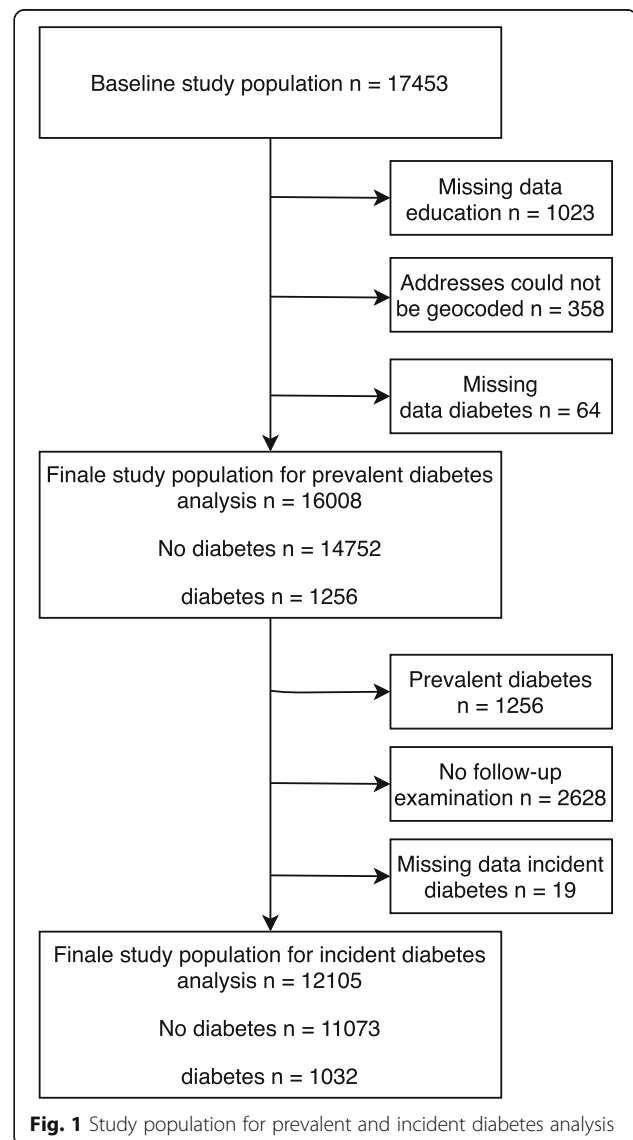 Baseline study population n = 17453
Missing data
education n = 1023
Addresses could not
be geocoded n = 358
Missing
data diabetes n = 64
Finale study population for prevalent diabetes
analysis n = 16008
No diabetes n = 14752
diabetes n = 1256
Prevalent diabetes
n = 1256
No follow-up
examination n = 2628
Missing data incident
diabetes n = 19
Finale study population for incident diabetes
analysis n = 12105
No diabetes n = 11073
diabetes n = 1032
Fig. 1 Study population for prevalent and incident diabetes analysis